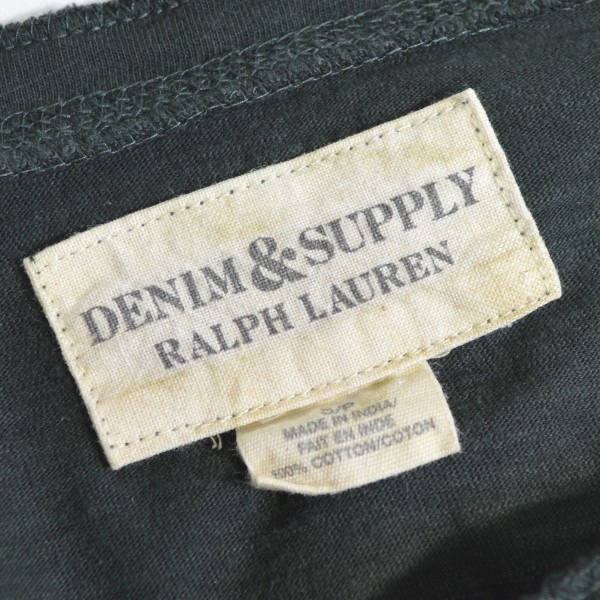 DENIM & SUPPLY
RALPH LAUREN
S/P
MADE IN INDIA/
FAIT EN INDE
100% COTTON/COTON